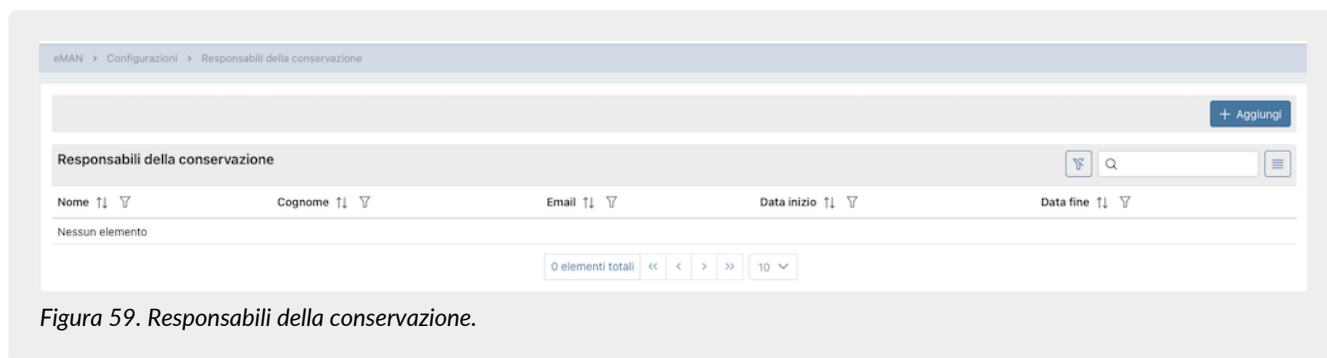 eMAN > Configurazioni > Responsabili della conservazione
+ Aggiungi
Responsabili della conservazione
Nome Cognome Email Data inizio Data fine
Nessun elemento
0 elementi totali << < > >> 10
Figura 59. Responsabili della conservazione.